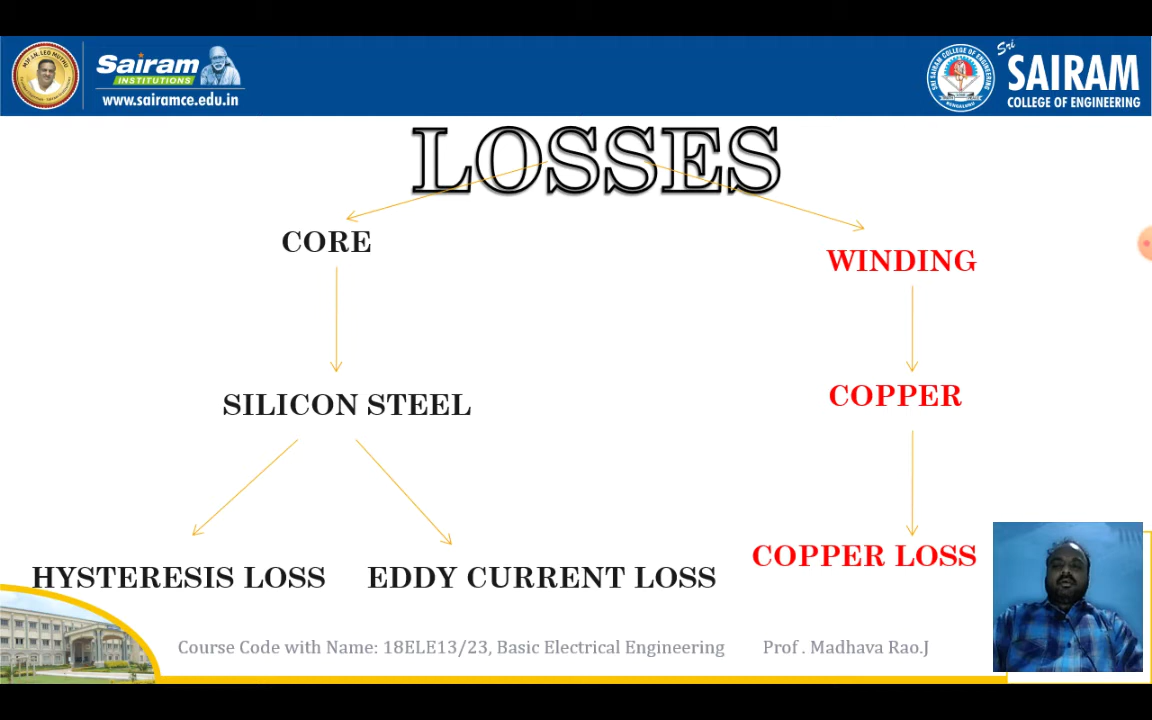 Sairam
INSTITUTIONS
www.sairamce.edu.in
Sri
SAIRAM
COLLEGE OF ENGINEERING
LOSSES
CORE
WINDING
SILICON STEEL
COPPER
HYSTERESIS LOSS
EDDY CURRENT LOSS
COPPER LOSS
Course Code with Name: 18ELE13/23, Basic Electrical Engineering
Prof . Madhava Rao.J